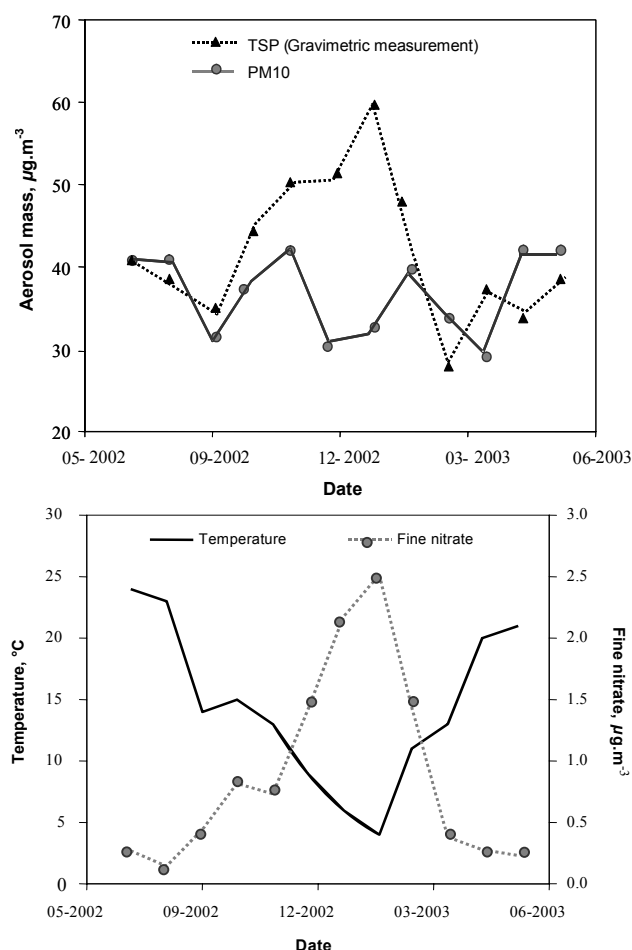 70
TSP (Gravimetric measurement)
PM10
60
50
40
30
20
Aerosol mass, µg.m-3
05- 2002 09-2002 12- 2002 03- 2003 06-2003
Date
30 3.0
Temperature Fine nitrate
25 2.5
20 2.0
15 1.5
10 1.0
5 0.5
0 0.0
Temperature, °C
Fine nitrate, µg.m-3
05-2002 09-2002 12-2002 03-2003 06-2003
Date